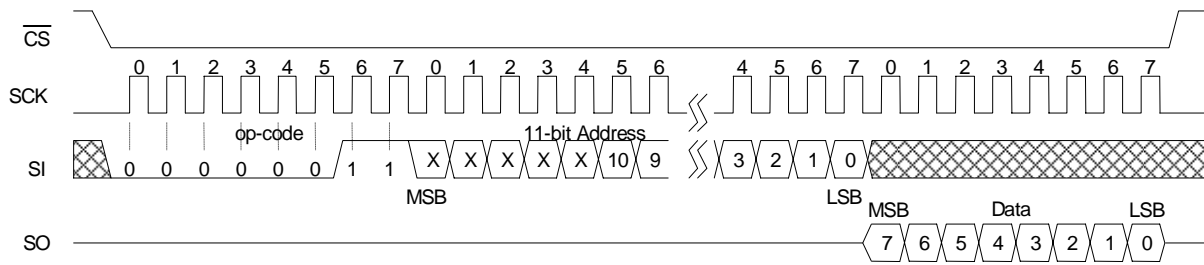 CS
0 1 2 3 4 5 6 7 0 1 2 3 4 5 6 4 5 6 7 0 1 2 3 4 5 6 7
SCK
op-code 11-bit Address
SI 0 0 0 0 0 0 1 1 X X X X X 10 9 3 2 1 0
MSB LSB MSB Data LSB
SO 7 6 5 4 3 2 1 0